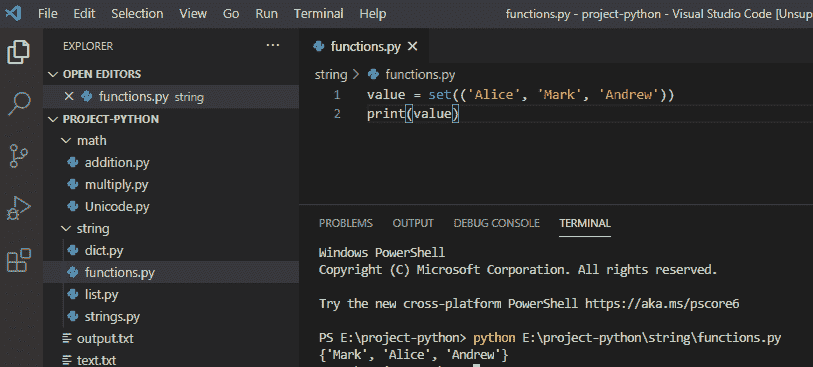 File Edit Selection View Go Run Terminal Help functions.py - project-python - Visual Studio Code [Unsup
EXPLORER
OPEN EDITORS
functions.py string
PROJECT-PYTHON
math
addition.py
multiply.py
Unicode.py
string
dict.py
functions.py
list.py
strings.py
output.txt
text.txt
functions.py
string > functions.py
1 value = set(('Alice', 'Mark', 'Andrew'))
2 print(value)
PROBLEMS OUTPUT DEBUG CONSOLE TERMINAL
Windows PowerShell
Copyright (C) Microsoft Corporation. All rights reserved.
Try the new cross-platform PowerShell https://aka.ms/pscore6
PS E:\project-python> python E:\project-python\string\functions.py
{'Mark', 'Alice', 'Andrew'}